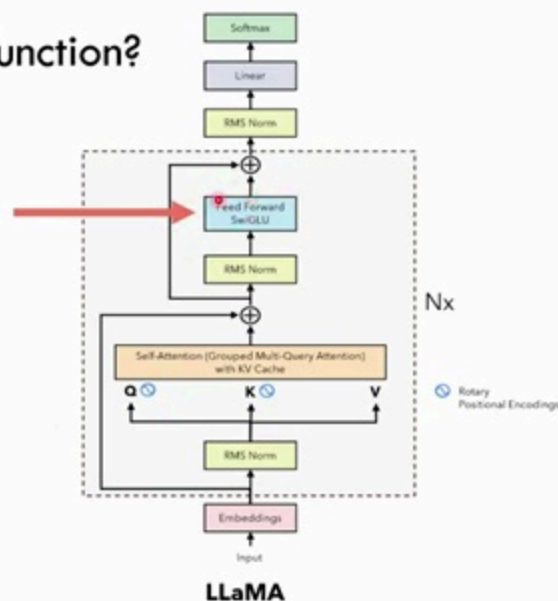 unction?
Softmax
Linear
RMS Norm
Feed Forward
SwiGLU
RMS Norm
Nx
Self-Attention (Grouped Multi-Query Attention)
with KV Cache
Q
K
V
Rotary
Positional Encodings
RMS Norm
Embeddings
Input
LLaMA